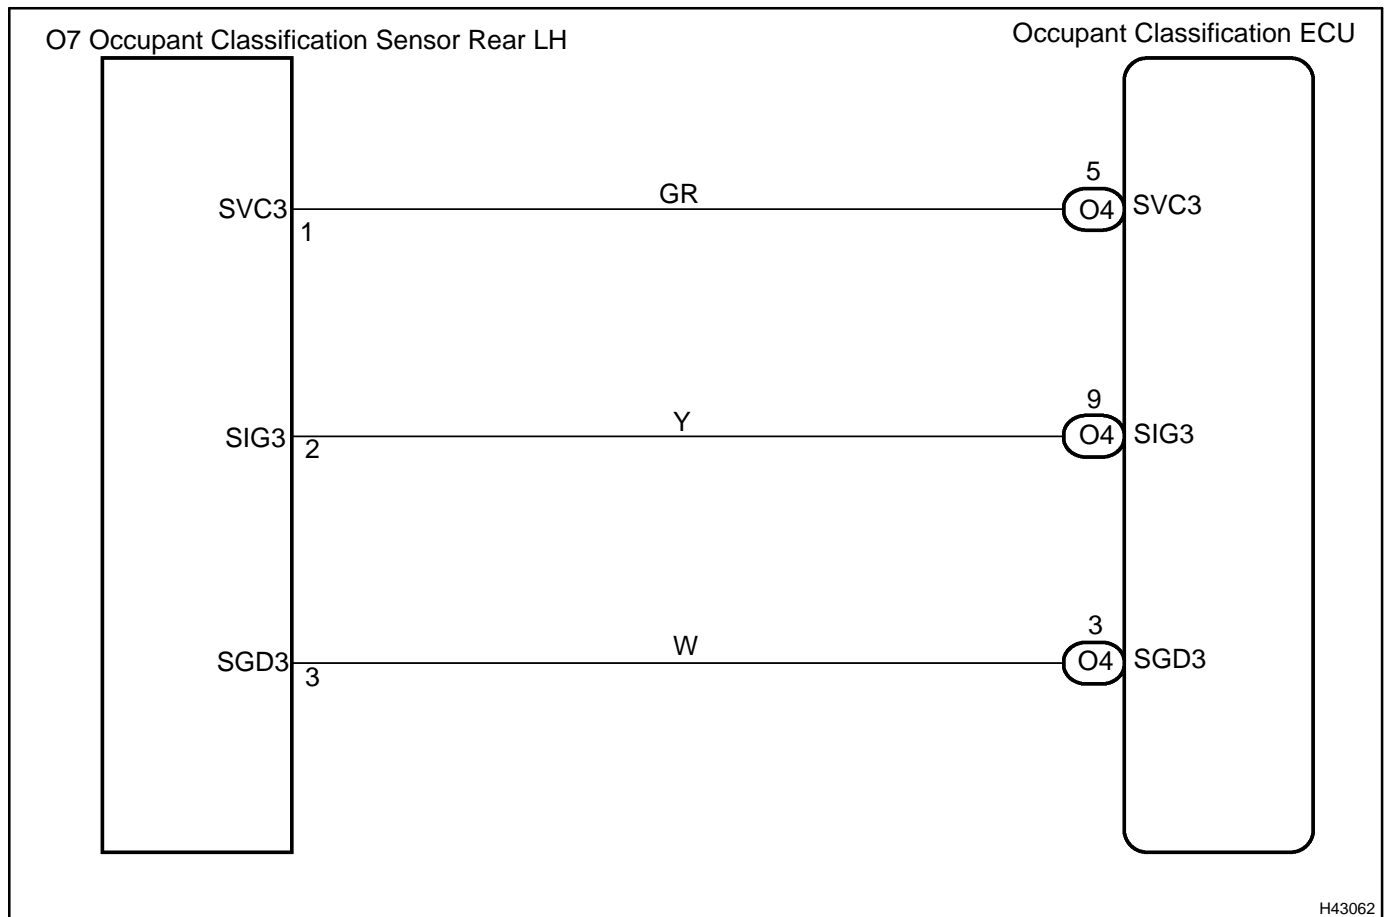 O7 Occupant Classification Sensor Rear LH
Occupant Classification ECU
SVC3
1
GR
5
O4
SVC3
SIG3
2
Y
9
O4
SIG3
SGD3
3
W
3
O4
SGD3
H43062